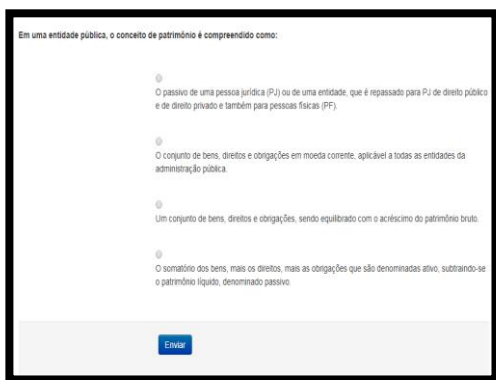 Em uma entidade pública, o conceito de patrimônio é compreendido como:
O passivo de uma pessoa jurídica (PJ) ou de uma entidade, que é repassado para PJ de direito público
e de direito privado e também para pessoas físicas (PF).
O conjunto de bens, direitos e obrigações em moeda corrente, aplicável a todas as entidades da
administração pública.
Um conjunto de bens, direitos e obrigações, sendo equilibrado com o acréscimo do patrimônio bruto.
O somatório dos bens, mais os direitos, mais as obrigações que são denominadas ativo, subtraindo-se
o patrimônio líquido, denominado passivo.
Enviar